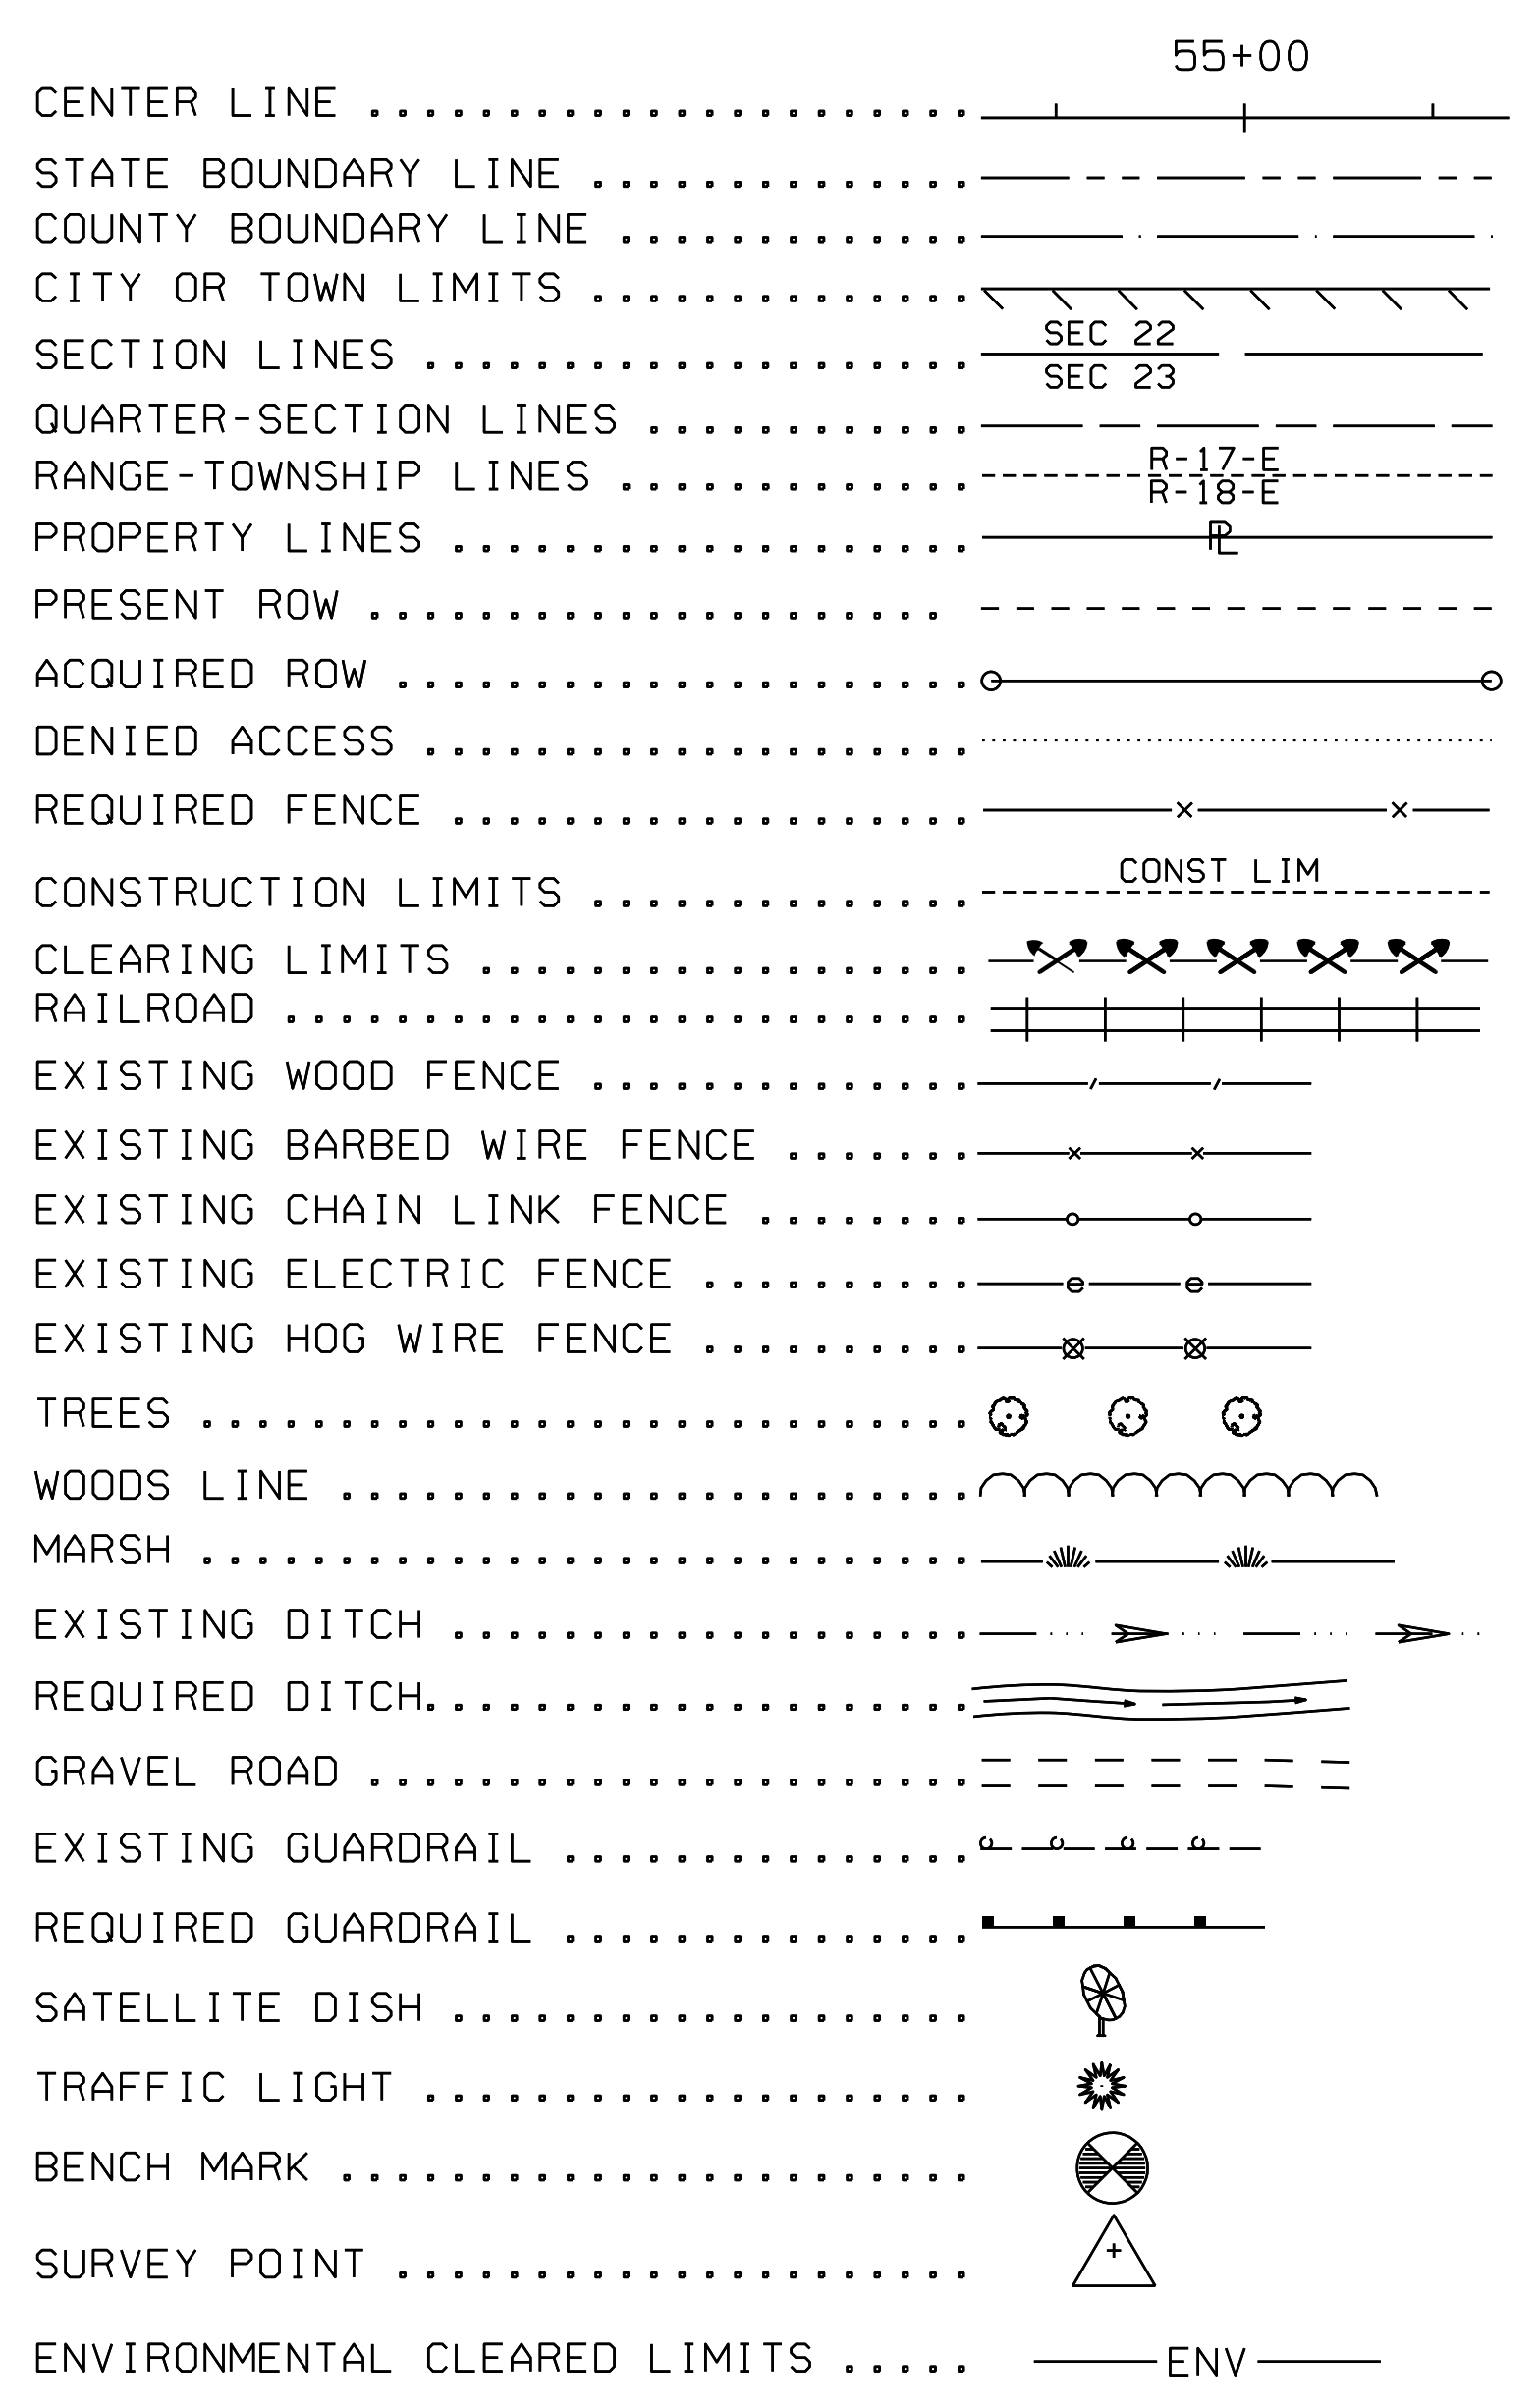 55+00
CENTER LINE . . . . . . . . . . . . . . . . . . . . . .
STATE BOUNDARY LINE . . . . . . . . . . . . . .
COUNTY BOUNDARY LINE . . . . . . . . . . . . .
CITY OR TOWN LIMITS . . . . . . . . . . . . . .
SEC 22
SECTION LINES . . . . . . . . . . . . . . . . . . . .
SEC 23
QUARTER-SECTION LINES . . . . . . . . . . . .
R-17-E
RANGE-TOWNSHIP LINES . . . . . . . . . . . . .
R-18-E
PROPERTY LINES . . . . . . . . . . . . . . . . . . . PL
PRESENT ROW . . . . . . . . . . . . . . . . . . . . .
ACQUIRED ROW . . . . . . . . . . . . . . . . . . . . .
DENIED ACCESS . . . . . . . . . . . . . . . . . . . .
REQUIRED FENCE . . . . . . . . . . . . . . . . . . .
CONST LIM
CONSTRUCTION LIMITS . . . . . . . . . . . . . .
CLEARING LIMITS . . . . . . . . . . . . . . . . . .
RAILROAD . . . . . . . . . . . . . . . . . . . . . . . . .
EXISTING WOOD FENCE . . . . . . . . . . . . . .
EXISTING BARBED WIRE FENCE . . . . . . .
EXISTING CHAIN LINK FENCE . . . . . . . .
EXISTING ELECTRIC FENCE . . . . . . . . . .
EXISTING HOG WIRE FENCE . . . . . . . . . .
TREES . . . . . . . . . . . . . . . . . . . . . . . . . . . .
WOODS LINE . . . . . . . . . . . . . . . . . . . . . . .
MARSH . . . . . . . . . . . . . . . . . . . . . . . . . . . .
EXISTING DITCH . . . . . . . . . . . . . . . . . . .
REQUIRED DITCH. . . . . . . . . . . . . . . . . . . .
GRAVEL ROAD . . . . . . . . . . . . . . . . . . . . . .
EXISTING GUARDRAIL . . . . . . . . . . . . . . .
REQUIRED GUARDRAIL . . . . . . . . . . . . . . .
SATELLITE DISH . . . . . . . . . . . . . . . . . . .
TRAFFIC LIGHT . . . . . . . . . . . . . . . . . . . .
BENCH MARK . . . . . . . . . . . . . . . . . . . . . . .
SURVEY POINT . . . . . . . . . . . . . . . . . . . . .
ENVIRONMENTAL CLEARED LIMITS . . . . . ENV